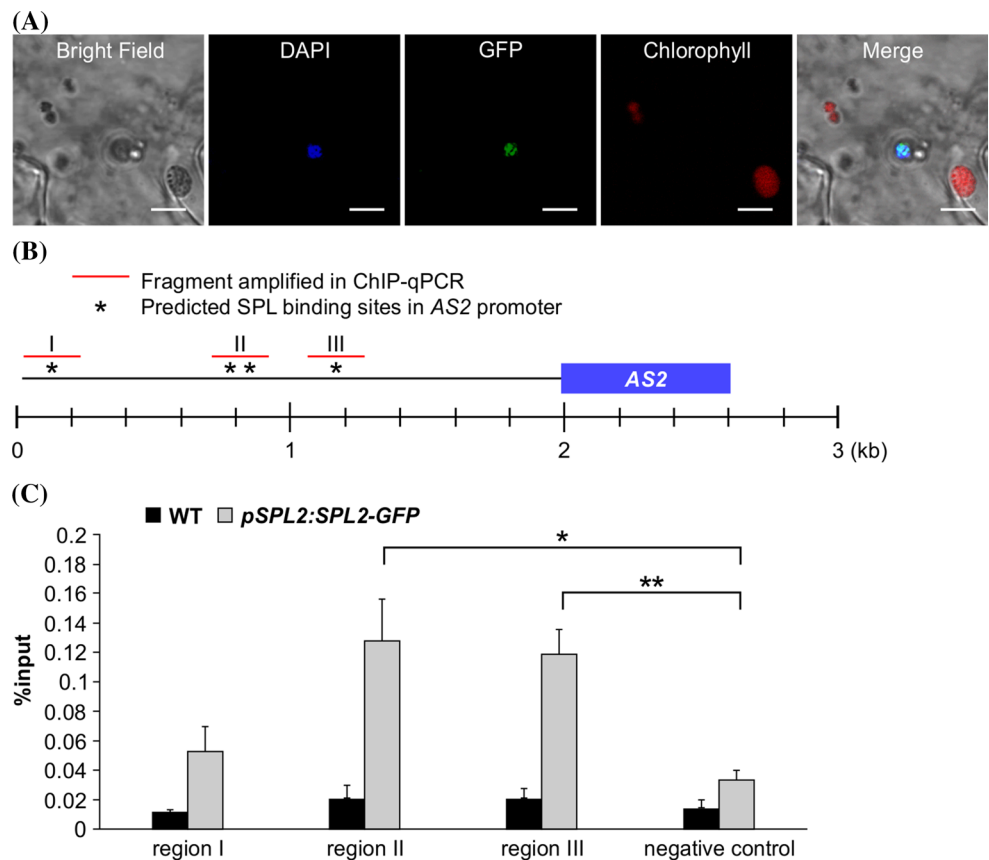 (A)
Bright Field DAPI GFP Chlorophyll Merge
(B)
Fragment amplified in ChIP-qPCR
* Predicted SPL binding sites in AS2 promoter
I II III
* * * *
AS2
0 1 2 3 (kb)
(C)
WT pSPL2:SPL2-GFP
0.2
0.18
0.16
0.14
0.12
0.1
0.08
0.06
0.04
0.02
0
%input
*
**
region I region II region III negative control